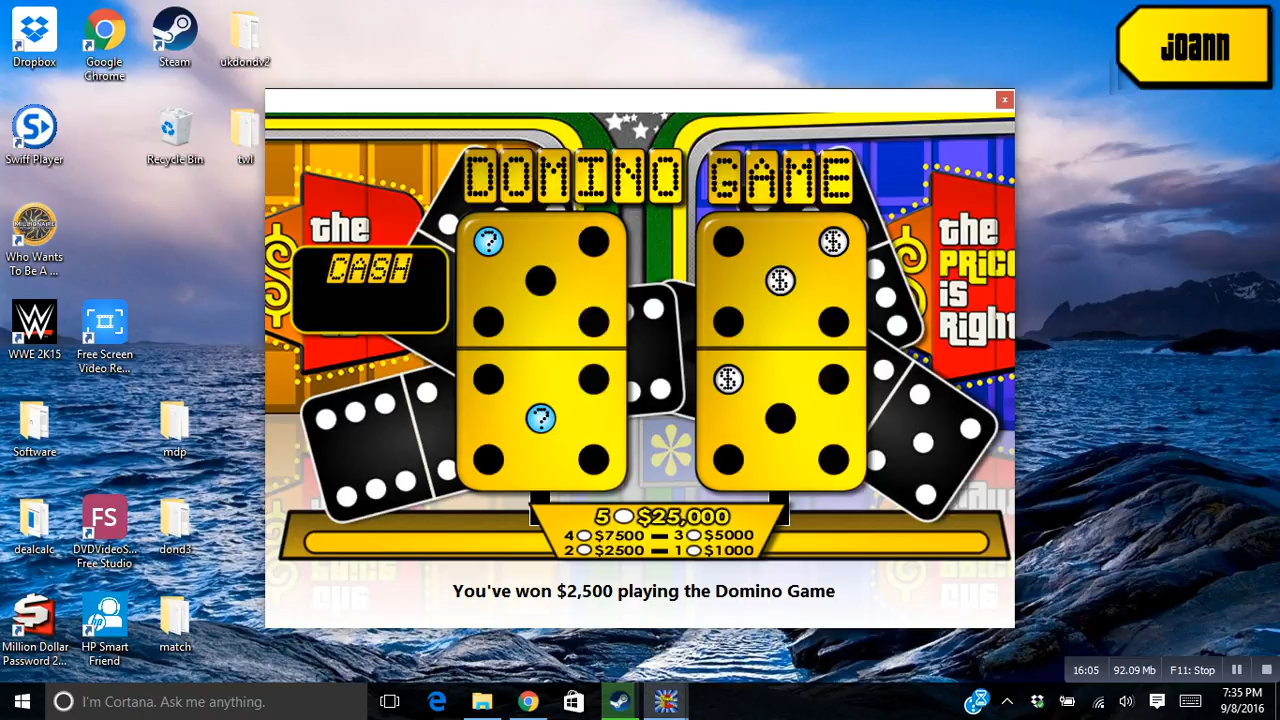 Dropbox
Google
Chrome
Steam
ukdondv2
Swiff Player
Recycle Bin
twl
Who Wants
To Be A ...
WWE 2K15
Free Screen
Video Re...
Software
mdp
dealcalc
DVDVideoS...
Free Studio
dond3
Million Dollar
Password 2...
HP Smart
Friend
match
joann
x
DOMINO GAME
the
CASH
the
PRICE
is
Right
5 $25,000
4 $7500 — 3 $5000
2 $2500 — 1 $1000
You've won $2,500 playing the Domino Game
16:05 92.09 Mb F11: Stop
I'm Cortana. Ask me anything.
7:35 PM
9/8/2016